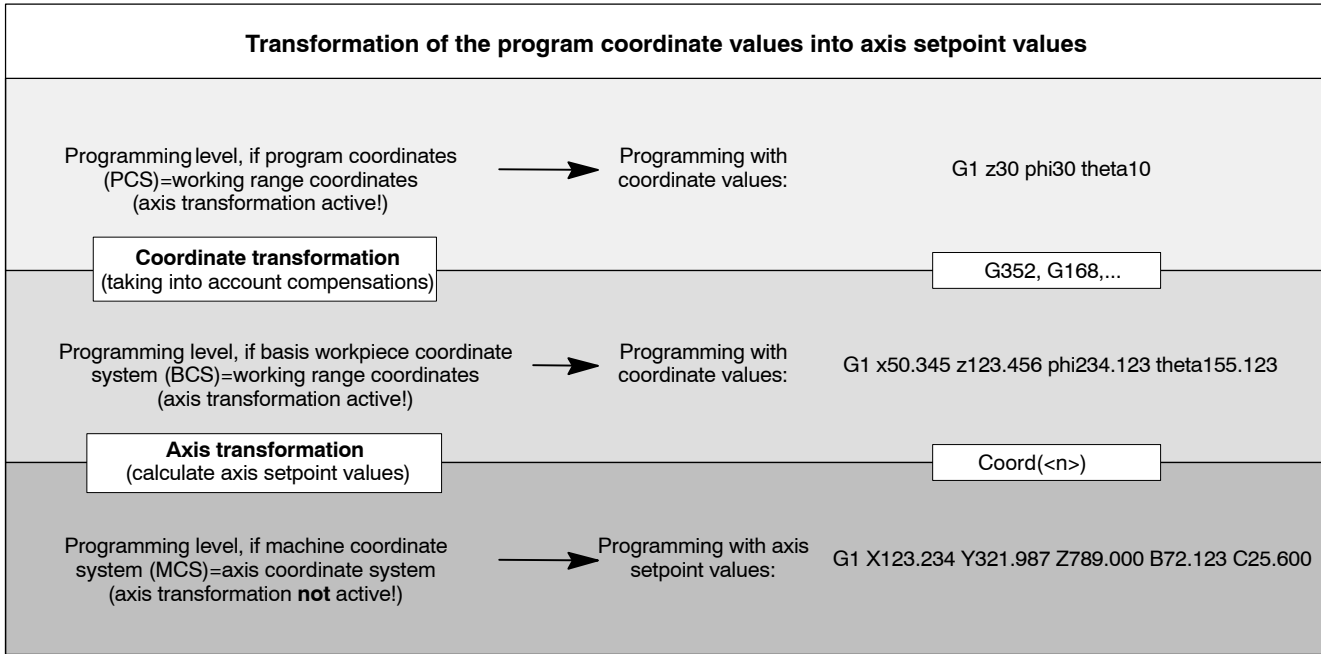 Transformation of the program coordinate values into axis setpoint values
Programming level, if program coordinates
(PCS)=working range coordinates
(axis transformation active!)
Programming with
coordinate values:
G1 z30 phi30 theta10
Coordinate transformation
(taking into account compensations)
G352, G168,...
Programming level, if basis workpiece coordinate
system (BCS)=working range coordinates
(axis transformation active!)
Programming with
coordinate values:
G1 x50.345 z123.456 phi234.123 theta155.123
Axis transformation
(calculate axis setpoint values)
Coord(<n>)
Programming level, if machine coordinate
system (MCS)=axis coordinate system
(axis transformation not active!)
Programming with axis
setpoint values:
G1 X123.234 Y321.987 Z789.000 B72.123 C25.600